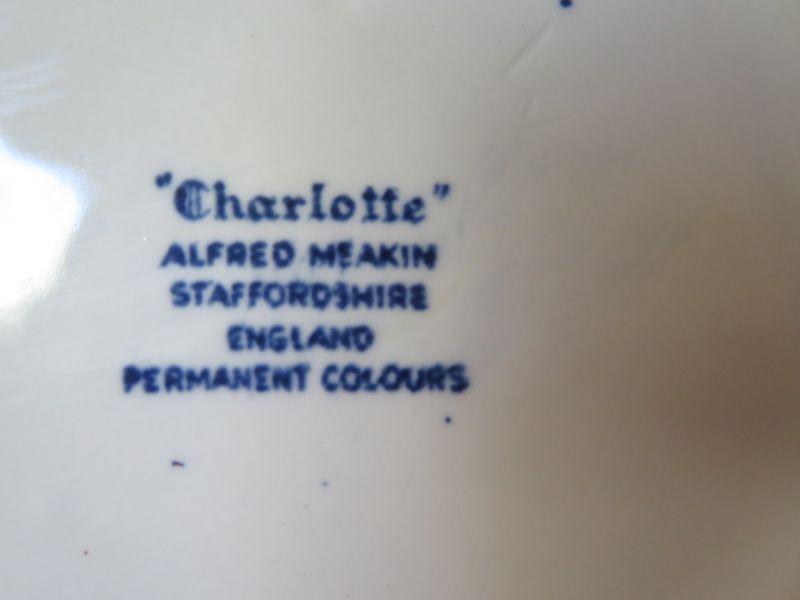 "Charlotte"
ALFRED MEAKIN
STAFFORDSHIRE
ENGLAND
PERMANENT COLOURS